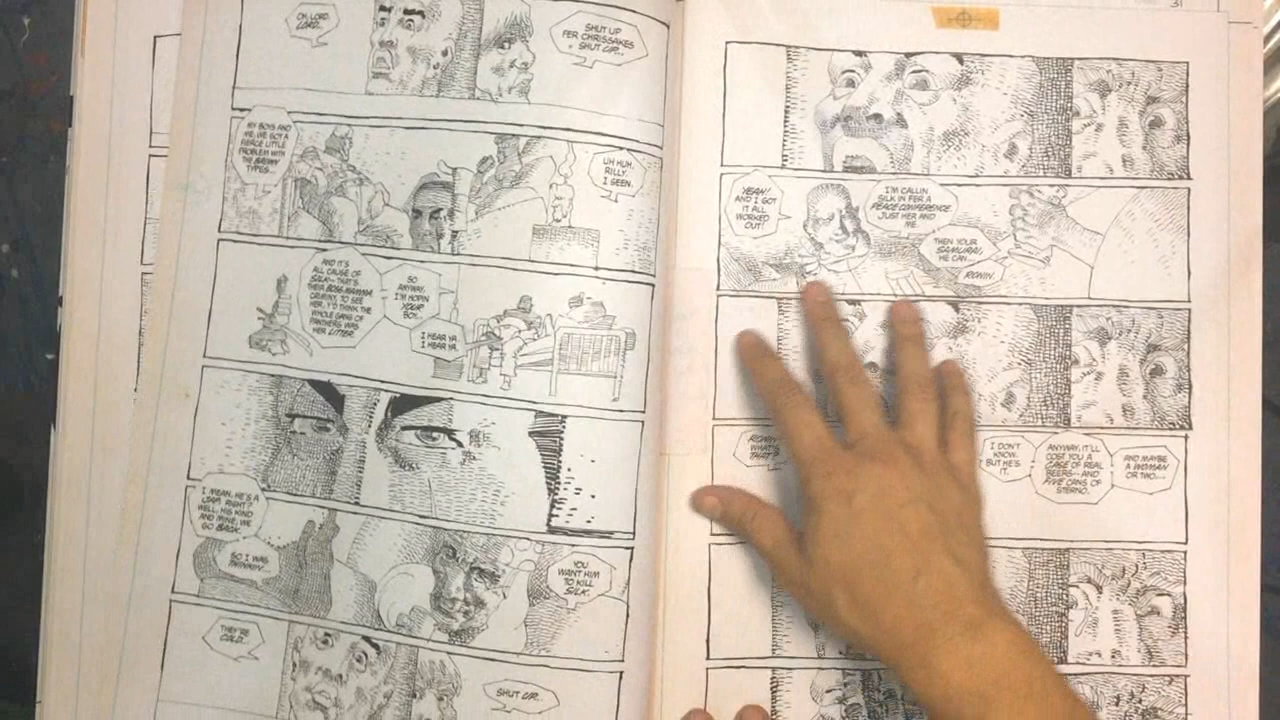 31
OH, LORD.
LORD...
SHUT UP
FER CHRISSAKES
SHUT UP...
MY BOYS AND
ME, WE GOT A
FIERCE LITTLE
PROBLEM WITH
THE
TYPES...
UH HUH.
RILLY.
I SEEN.
AND IT'S
ALL CAUSE OF
SILK--THAT'S
THEIR BOSS MAMMA.
TO SEE
HER, Y'D THINK THE
WHOLE GANG OF
PANTHERS WAS
HER LITTER.
SO
ANYWAY,
I'M HOPIN
YOUR
BOY..
I HEAR YA.
I HEAR YA.
I MEAN, HE'S A
RIGHT?
WELL, HIS KIND
AND MINE, WE
GO BACK.
SO I WAS
YOU
WANT HIM
TO KILL
SILK.
THEY'RE
COLD...
SHUT UP...
YEAH!
AND I GOT
IT ALL
WORKED
OUT!
I'M CALLIN
SILK IN FER A
PEACE CONFERENCE.
JUST HER AND
ME.
THEN YOUR
SAMURAI,
HE CAN...
RONIN.
RONIN.
WHAT'S
THAT?
I DON'T
KNOW.
BUT HE'S
IT.
ANYWAY, IT'LL
COST YOU A
CASE OF REAL
BEERS--AND
FIVE CANS OF
STERNO.
AND MAYBE
A WOMAN
OR TWO...